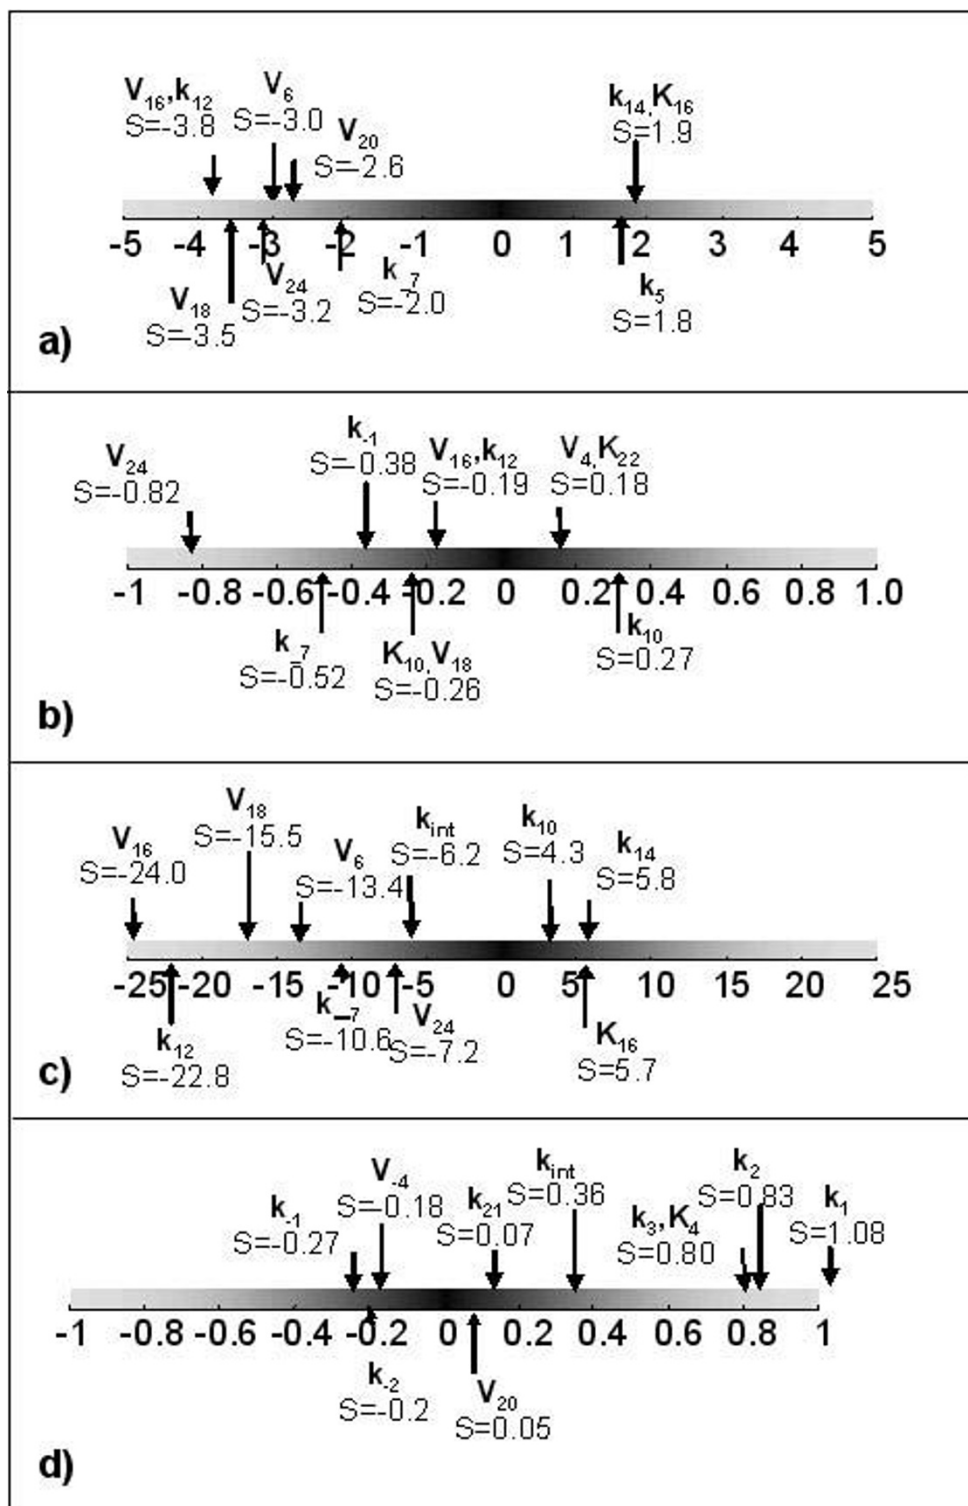 V16,k12
S=-3.8
V6
S=-3.0
V20
S=-2.6
k14,K16
S=1.9
-5 -4 -3 -2 -1 0 1 2 3 4 5
V18
S=-3.5
V24
S=-3.2
k-7
S=-2.0
k5
S=1.8
a)
V24
S=-0.82
k-1
S=-0.38
V16,k12
S=-0.19
V4,K22
S=0.18
-1 -0.8 -0.6 -0.4 -0.2 0 0.2 0.4 0.6 0.8 1.0
k-7
S=-0.52
K10,V18
S=-0.26
k10
S=0.27
b)
V16
S=-24.0
V18
S=-15.5
V6
S=-13.4
kint
S=-6.2
k10
S=4.3
k14
S=5.8
-25 -20 -15 -10 -5 0 5 10 15 20 25
k12
S=-22.8
k-7
S=-10.6
V24
S=-7.2
K16
S=5.7
c)
k-1
S=-0.27
V-4
S=-0.18
k21
S=0.07
kint
S=0.36
k3,K4
S=0.80
k2
S=0.83
k1
S=1.08
-1 -0.8 -0.6 -0.4 -0.2 0 0.2 0.4 0.6 0.8 1
k-2
S=-0.2
V20
S=0.05
d)